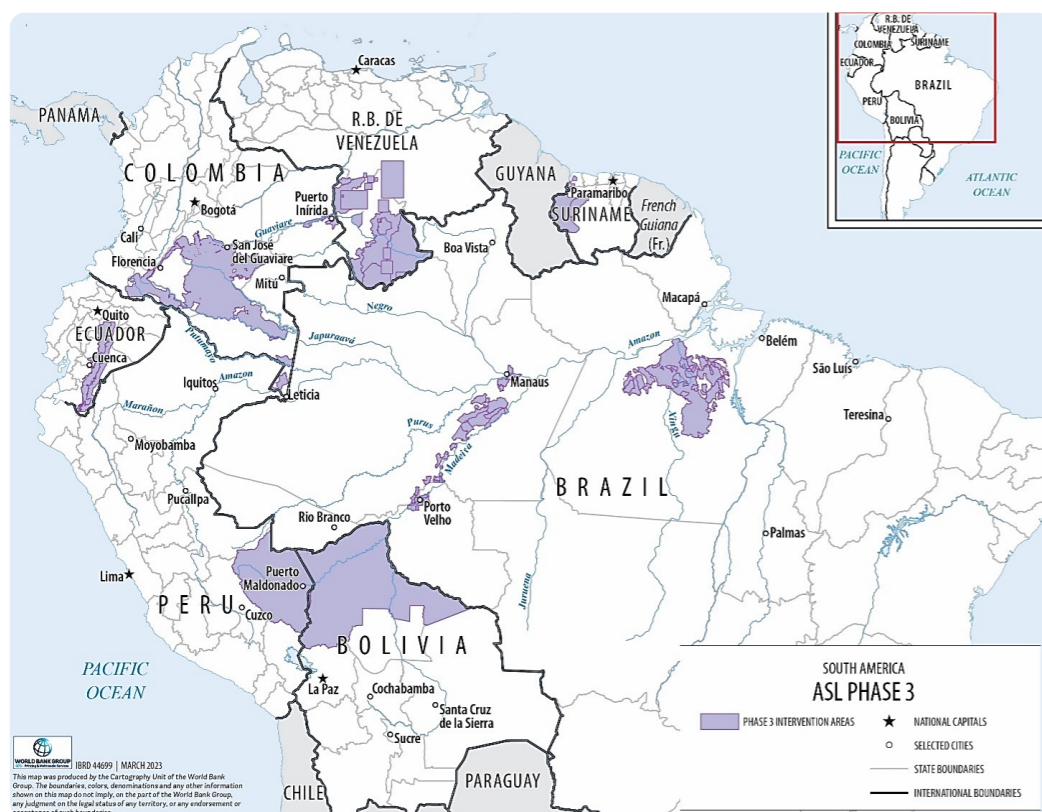 R.B. DE
VENEZUELA
COLOMBIA
SURINAME
ECUADOR
BRAZIL
PERU
BOLIVIA
PACIFIC
OCEAN
ATLANTIC
OCEAN
Caracas
PANAMA
R.B. DE
VENEZUELA
COLOMBIA
GUYANA
Puerto
Inírida
Paramaribo
SURINAME
French
Guiana
(Fr.)
Bogotá
Guaviare
Cali
San José
del Guaviare
Boa Vista
Florencia
Mitú
Negro
Macapá
Quito
ECUADOR
Putumayo
Amazon
Belém
Cuenca
Iquitos
Amazon
Manaus
São Luís
Leticia
Marañon
Teresina
Purus
Xingu
Moyobamba
Madeira
BRAZIL
Pucallpa
Porto
Velho
Rio Branco
Palmas
Lima
Puerto
Maldonado
Juruena
PERU
Cuzco
BOLIVIA
PACIFIC
OCEAN
La Paz
Cochabamba
Santa Cruz
de la Sierra
Sucre
CHILE
PARAGUAY
SOUTH AMERICA
ASL PHASE 3
PHASE 3 INTERVENTION AREAS
NATIONAL CAPITALS
SELECTED CITIES
STATE BOUNDARIES
INTERNATIONAL BOUNDARIES
WORLD BANK GROUP
IBRD 44699 | MARCH 2023
This map was produced by the Cartography Unit of the World Bank
Group. The boundaries, colors, denominations and any other information
shown on this map do not imply, on the part of the World Bank Group,
any judgment on the legal status of any territory, or any endorsement or